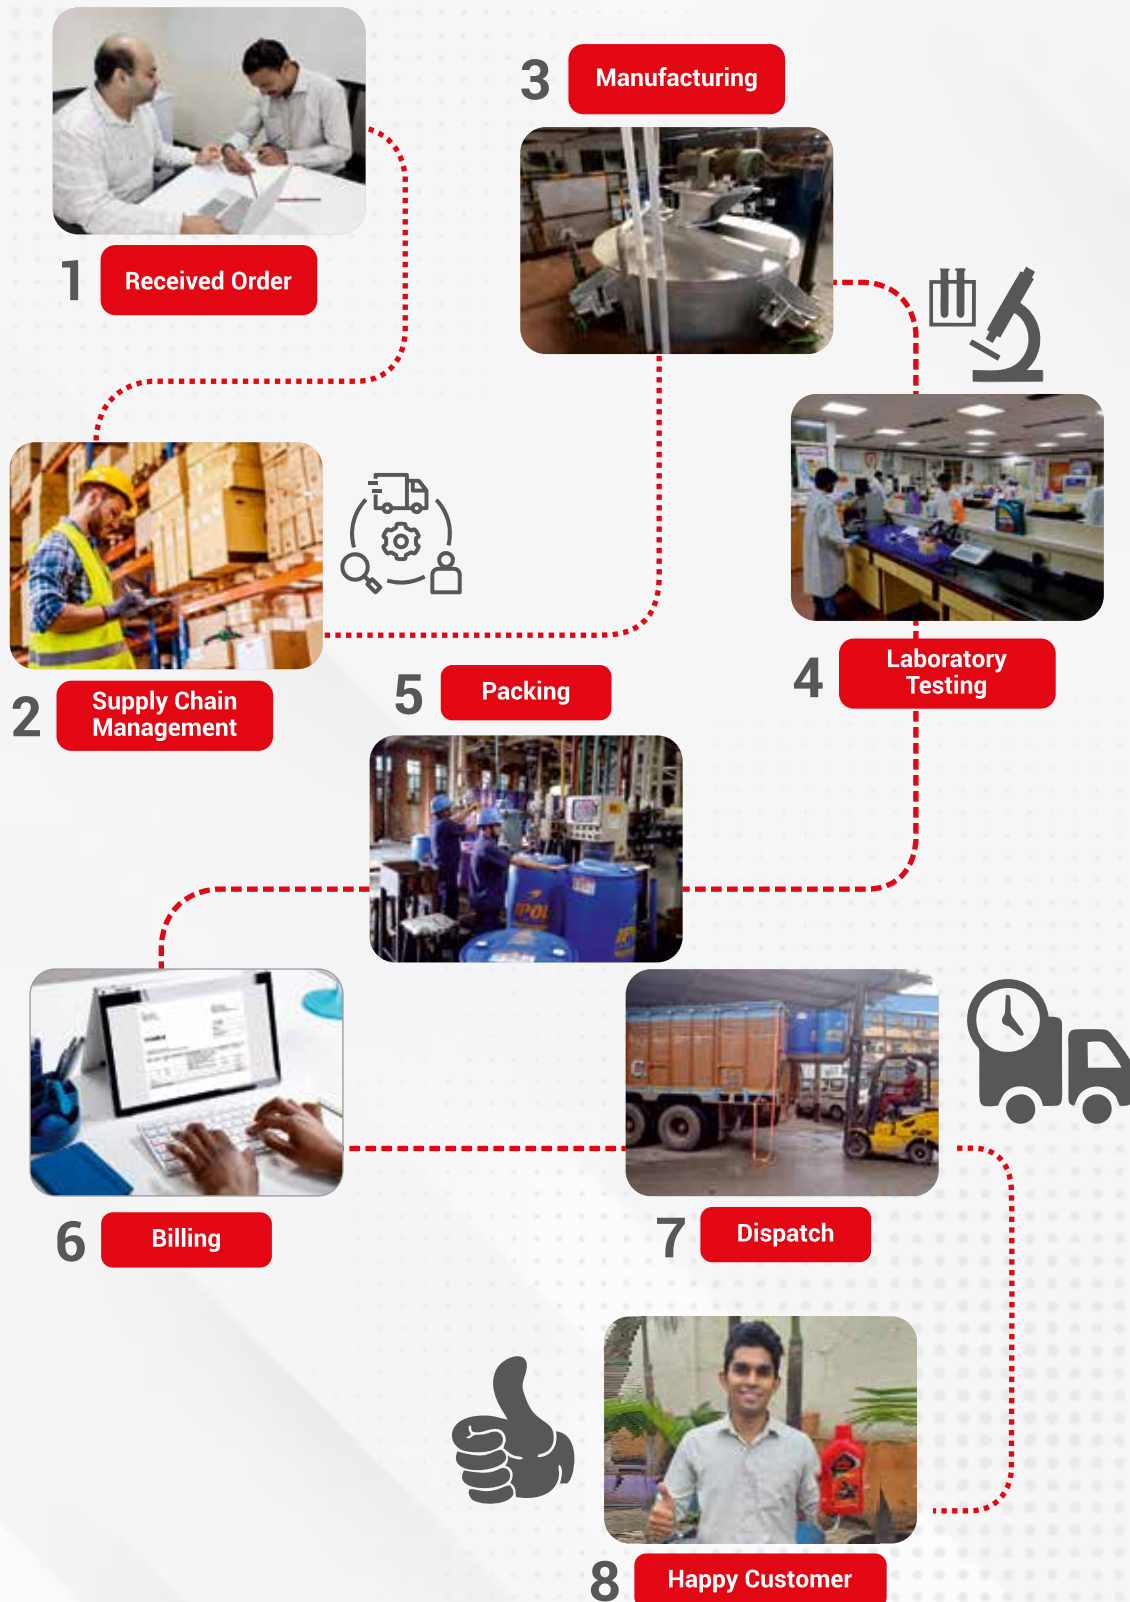 1
Received Order
2
Supply Chain
Management
3
Manufacturing
4
Laboratory
Testing
5
Packing
IPOL
6
Billing
7
Dispatch
8
Happy Customer